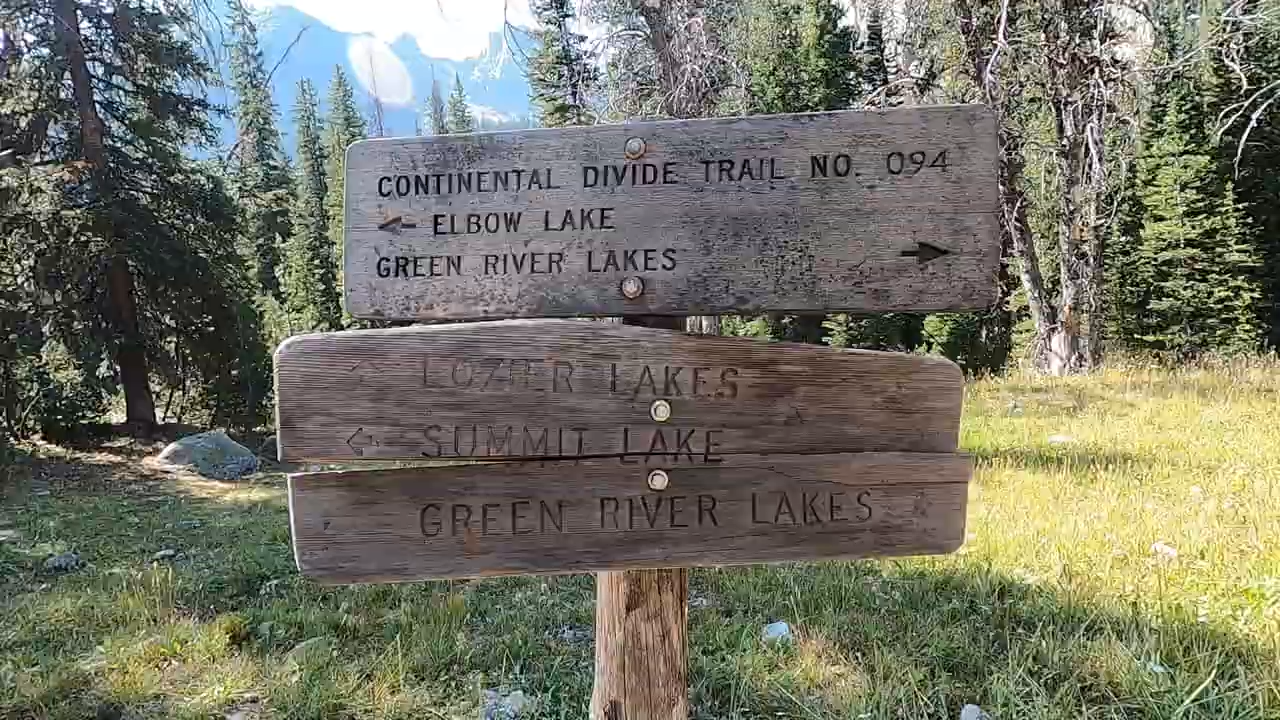 CONTINENTAL DIVIDE TRAIL NO. 094
← ELBOW LAKE
GREEN RIVER LAKES →
LOZIER LAKES
← SUMMIT LAKE
GREEN RIVER LAKES